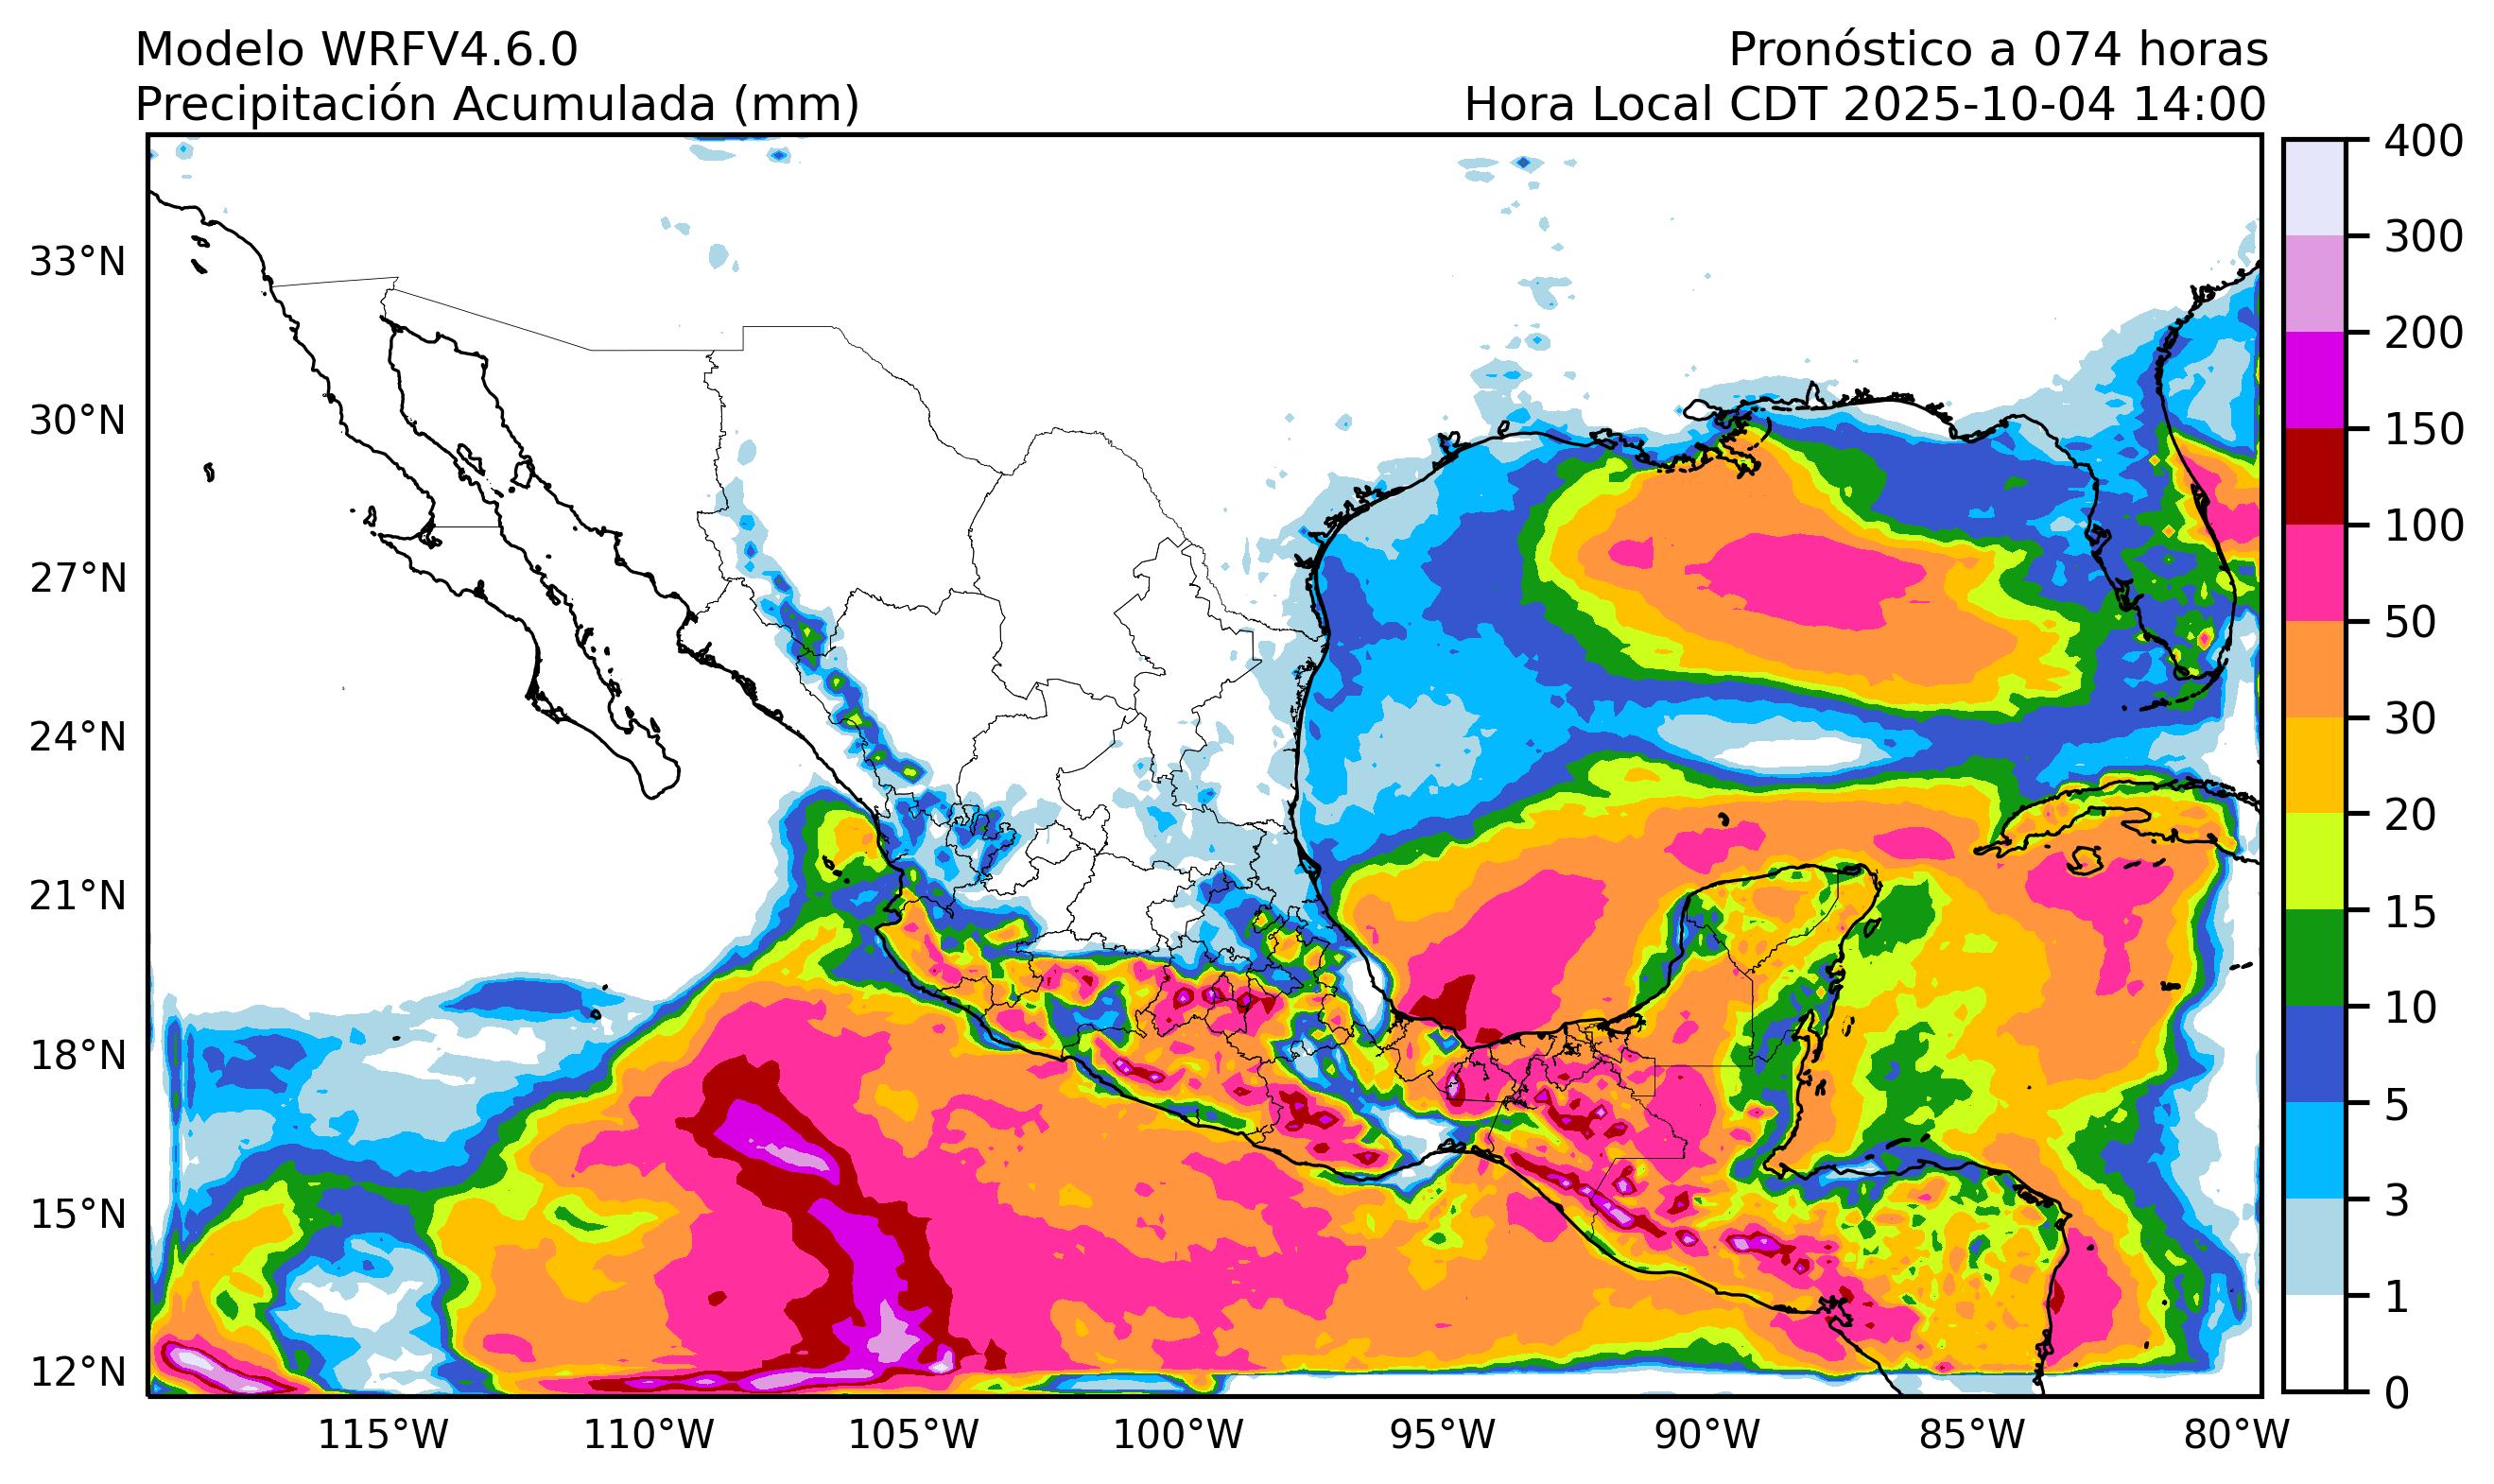 Modelo WRFV4.6.0
Precipitación Acumulada (mm)
Pronóstico a 074 horas
Hora Local CDT 2025-10-04 14:00
33°N
30°N
27°N
24°N
21°N
18°N
15°N
12°N
115°W
110°W
105°W
100°W
95°W
90°W
85°W
80°W
400
300
200
150
100
50
30
20
15
10
5
3
1
0